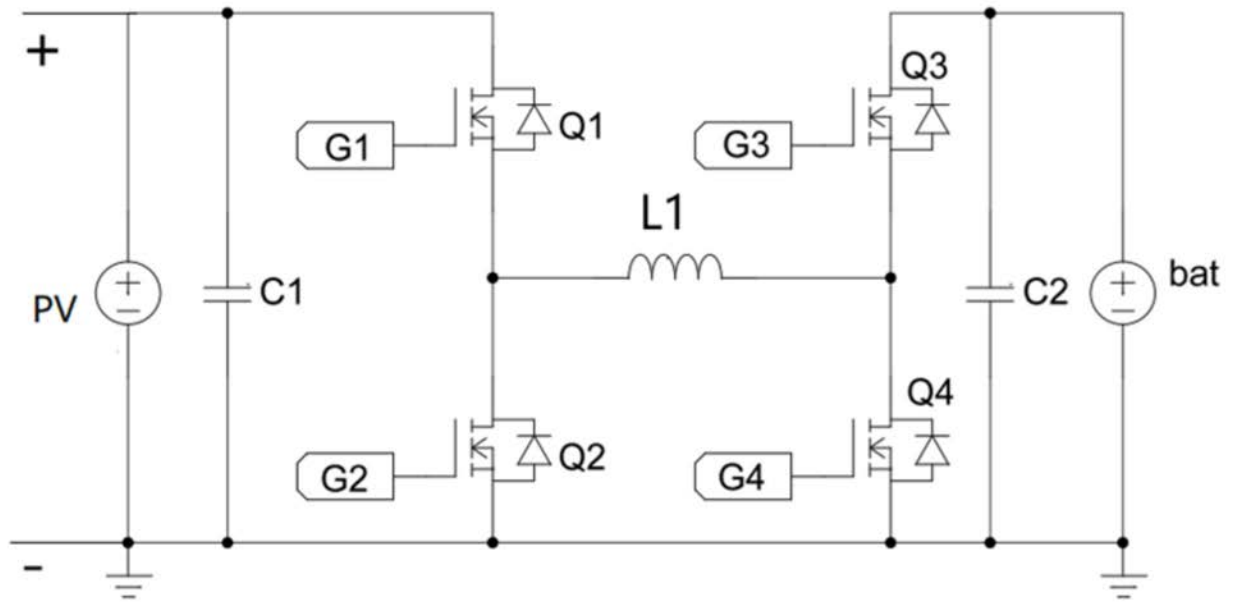 +
Q3
G1
Q1
G3
L1
PV
+
-
C1
C2
+
-
bat
Q4
G2
Q2
G4
-